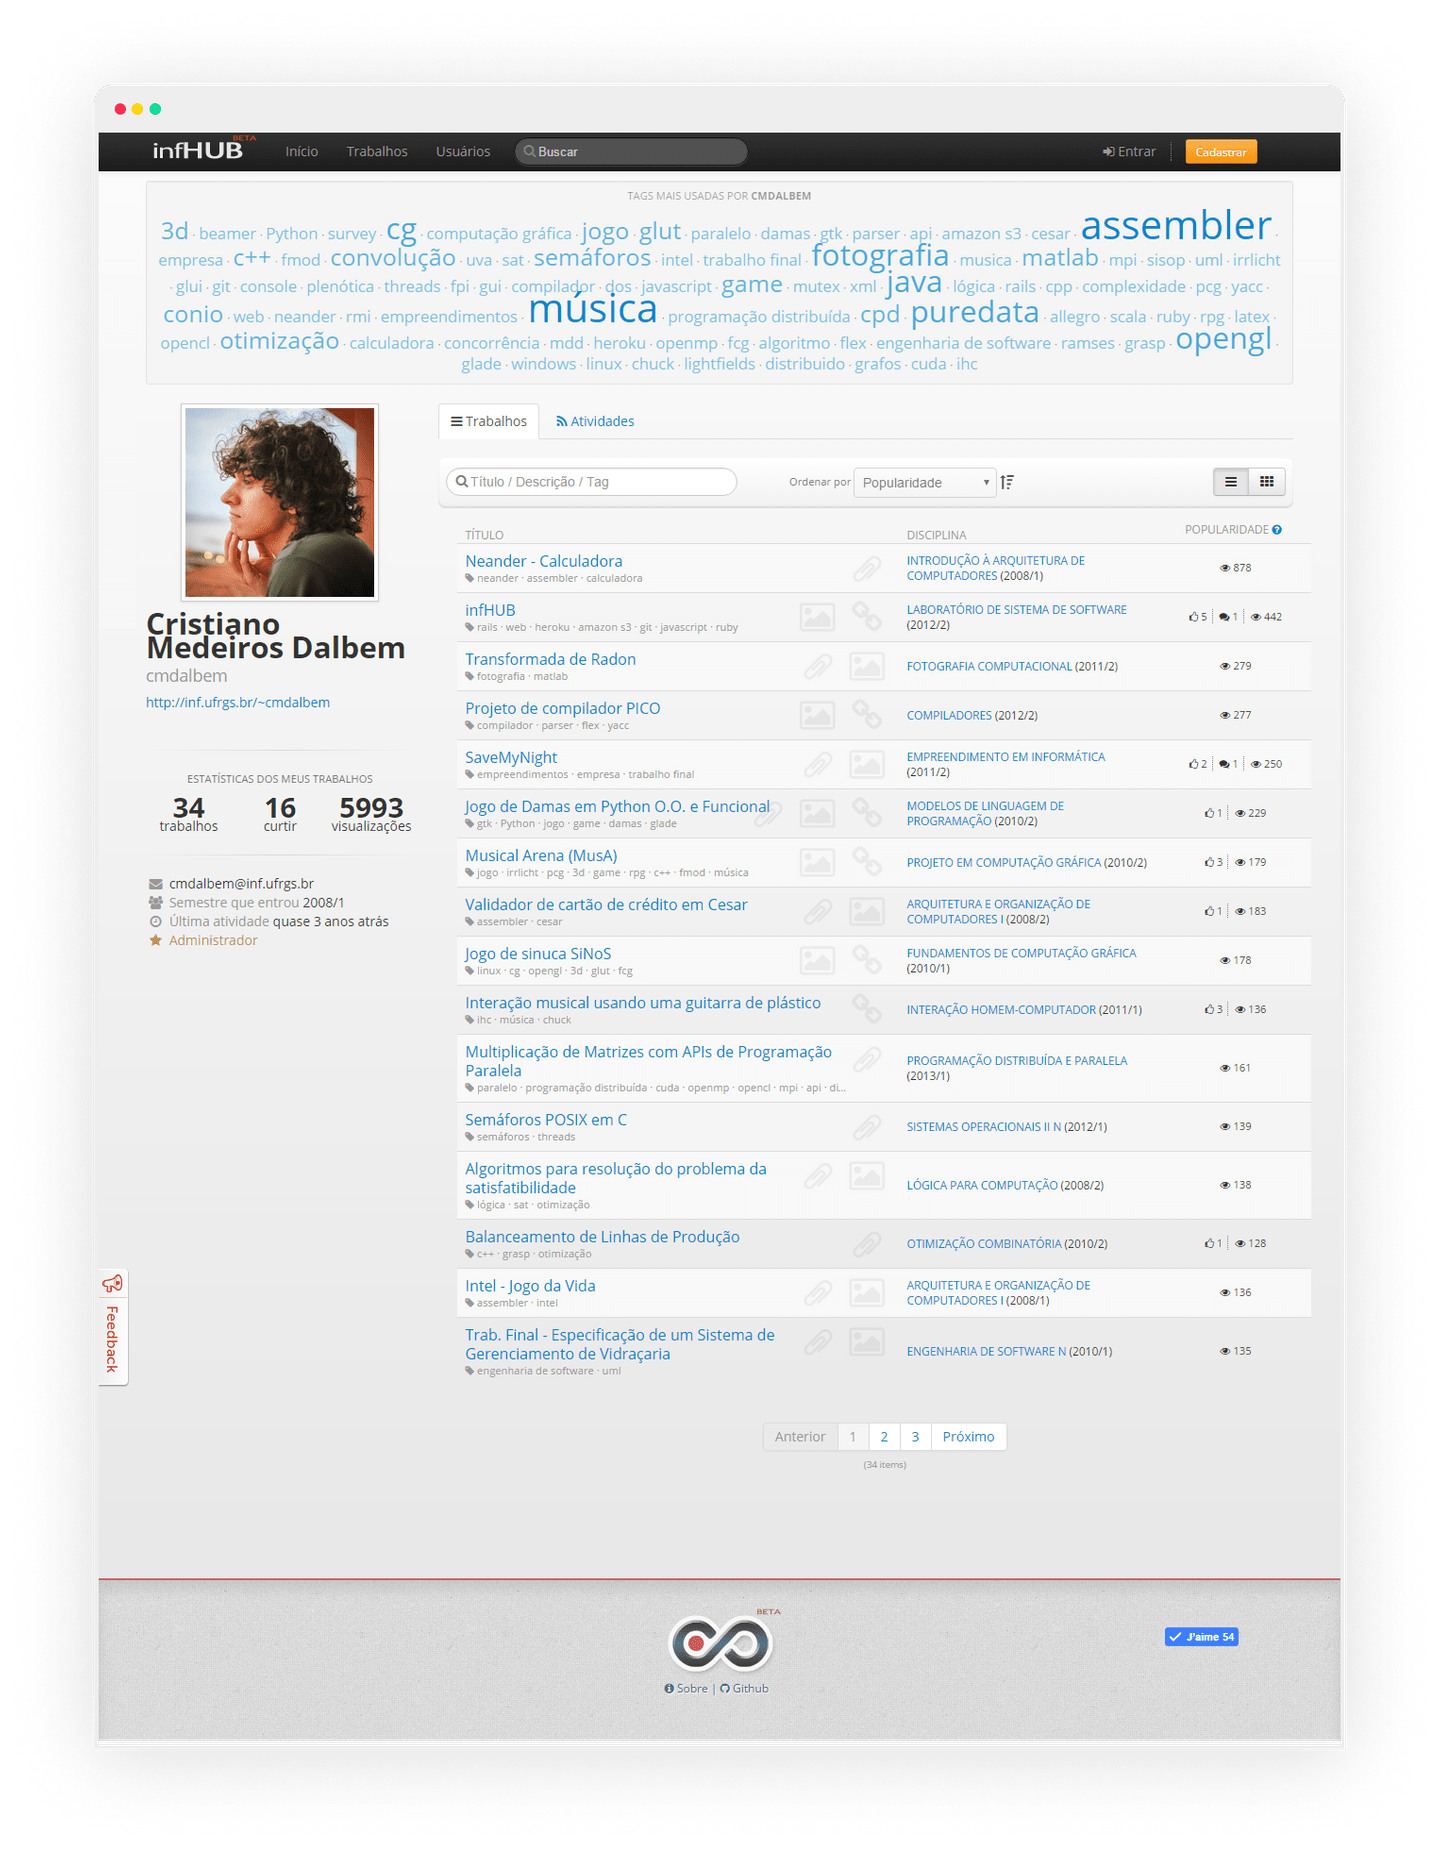 infHUB BETA Início Trabalhos Usuários Buscar Entrar Cadastrar
TAGS MAIS USADAS POR CMDALBEM
3d · beamer · Python · survey · cg · computação gráfica · jogo · glut · paralelo · damas · gtk · parser · api · amazon s3 · cesar · assembler ·
empresa · c++ · fmod · convolução · uva · sat · semáforos · intel · trabalho final · fotografia · musica · matlab · mpi · sisop · uml · irrlicht
· glui · git · console · plenótica · threads · fpi · gui · compilador · dos · javascript · game · mutex · xml · java · lógica · rails · cpp · complexidade · pcg · yacc ·
conio · web · neander · rmi · empreendimentos · música · programação distribuída · cpd · puredata · allegro · scala · ruby · rpg · latex ·
opencl · otimização · calculadora · concorrência · mdd · heroku · openmp · fcg · algoritmo · flex · engenharia de software · ramses · grasp · opengl ·
glade · windows · linux · chuck · lightfields · distribuido · grafos · cuda · ihc
Cristiano
Medeiros Dalbem
cmdalbem
http://inf.ufrgs.br/~cmdalbem
ESTATÍSTICAS DOS MEUS TRABALHOS
34 16 5993
trabalhos curtir visualizações
cmdalbem@inf.ufrgs.br
Semestre que entrou 2008/1
Última atividade quase 3 anos atrás
Administrador
Trabalhos Atividades
Título / Descrição / Tag Ordenar por Popularidade
TÍTULO DISCIPLINA POPULARIDADE
Neander - Calculadora
neander · assembler · calculadora
INTRODUÇÃO À ARQUITETURA DE
COMPUTADORES (2008/1)
878
infHUB
rails · web · heroku · amazon s3 · git · javascript · ruby
LABORATÓRIO DE SISTEMA DE SOFTWARE
(2012/2)
5 1 442
Transformada de Radon
fotografia · matlab
FOTOGRAFIA COMPUTACIONAL (2011/2)
279
Projeto de compilador PICO
compilador · parser · flex · yacc
COMPILADORES (2012/2)
277
SaveMyNight
empreendimentos · empresa · trabalho final
EMPREENDIMENTO EM INFORMÁTICA
(2011/2)
2 1 250
Jogo de Damas em Python O.O. e Funcional
gtk · Python · jogo · game · damas · glade
MODELOS DE LINGUAGEM DE
PROGRAMAÇÃO (2010/2)
1 229
Musical Arena (MusA)
jogo · irrlicht · pcg · 3d · game · rpg · c++ · fmod · música
PROJETO EM COMPUTAÇÃO GRÁFICA (2010/2)
3 179
Validador de cartão de crédito em Cesar
assembler · cesar
ARQUITETURA E ORGANIZAÇÃO DE
COMPUTADORES I (2008/2)
1 183
Jogo de sinuca SiNoS
linux · cg · opengl · 3d · glut · fcg
FUNDAMENTOS DE COMPUTAÇÃO GRÁFICA
(2010/1)
178
Interação musical usando uma guitarra de plástico
ihc · música · chuck
INTERAÇÃO HOMEM-COMPUTADOR (2011/1)
3 136
Multiplicação de Matrizes com APIs de Programação
Paralela
paralelo · programação distribuída · cuda · openmp · opencl · mpi · api · di...
PROGRAMAÇÃO DISTRIBUÍDA E PARALELA
(2013/1)
161
Semáforos POSIX em C
semáforos · threads
SISTEMAS OPERACIONAIS II N (2012/1)
139
Algoritmos para resolução do problema da
satisfatibilidade
lógica · sat · otimização
LÓGICA PARA COMPUTAÇÃO (2008/2)
138
Balanceamento de Linhas de Produção
c++ · grasp · otimização
OTIMIZAÇÃO COMBINATÓRIA (2010/2)
1 128
Intel - Jogo da Vida
assembler · intel
ARQUITETURA E ORGANIZAÇÃO DE
COMPUTADORES I (2008/1)
136
Trab. Final - Especificação de um Sistema de
Gerenciamento de Vidraçaria
engenharia de software · uml
ENGENHARIA DE SOFTWARE N (2010/1)
135
Feedback
Anterior 1 2 3 Próximo
(34 items)
BETA
J'aime 54
Sobre | Github